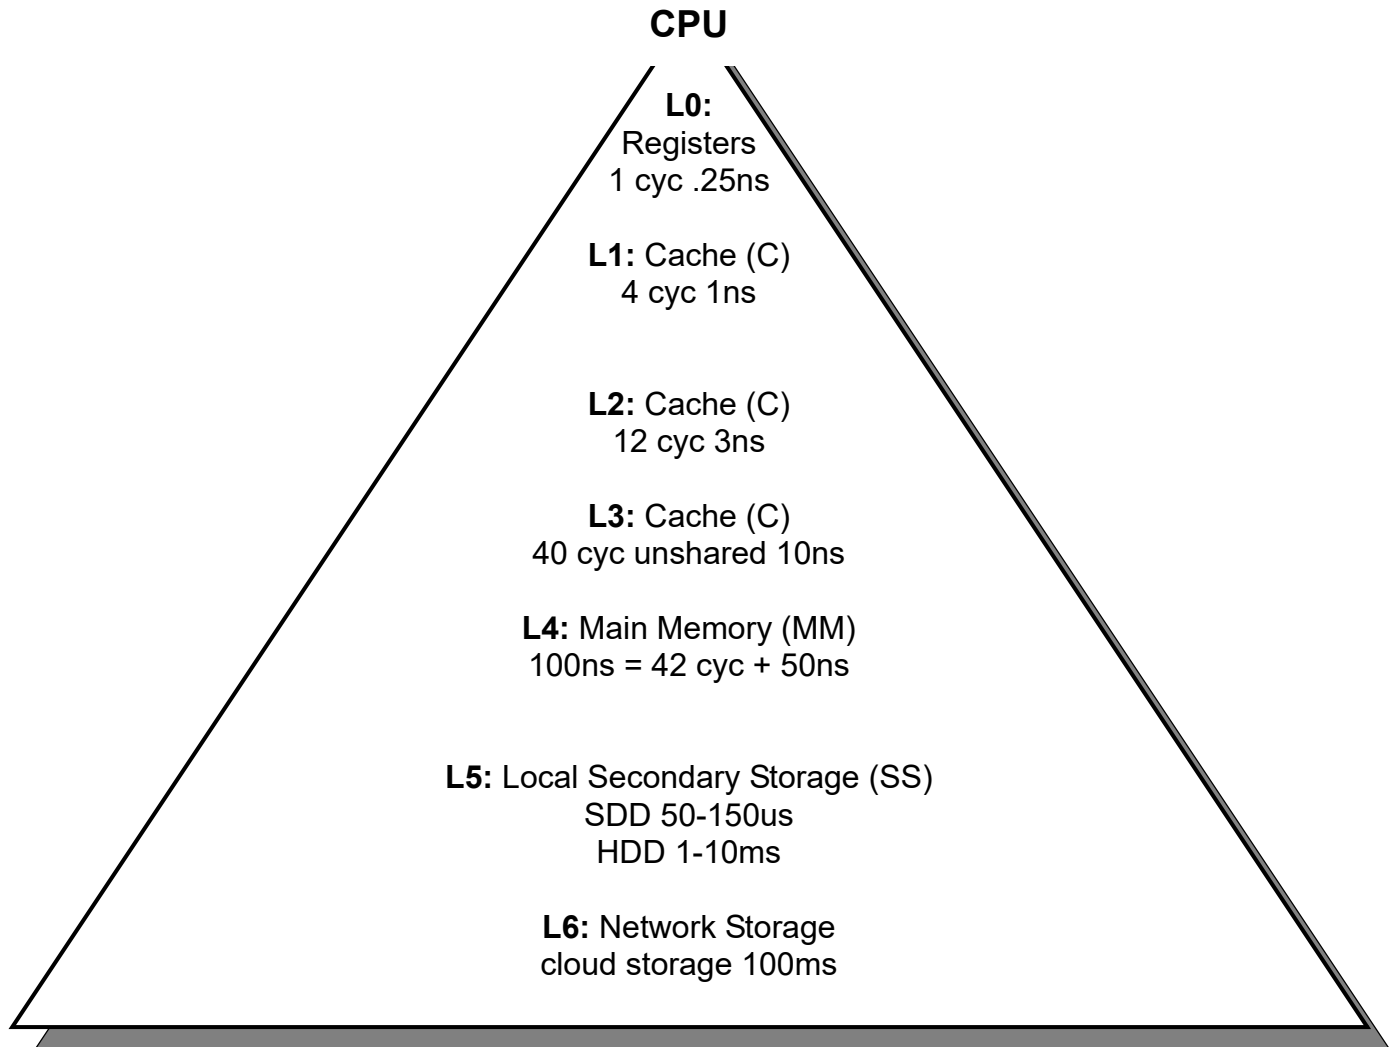 CPU
L0:
Registers
1 cyc .25ns
L1: Cache (C)
4 cyc 1ns
L2: Cache (C)
12 cyc 3ns
L3: Cache (C)
40 cyc unshared 10ns
L4: Main Memory (MM)
100ns = 42 cyc + 50ns
L5: Local Secondary Storage (SS)
SDD 50-150us
HDD 1-10ms
L6: Network Storage
cloud storage 100ms